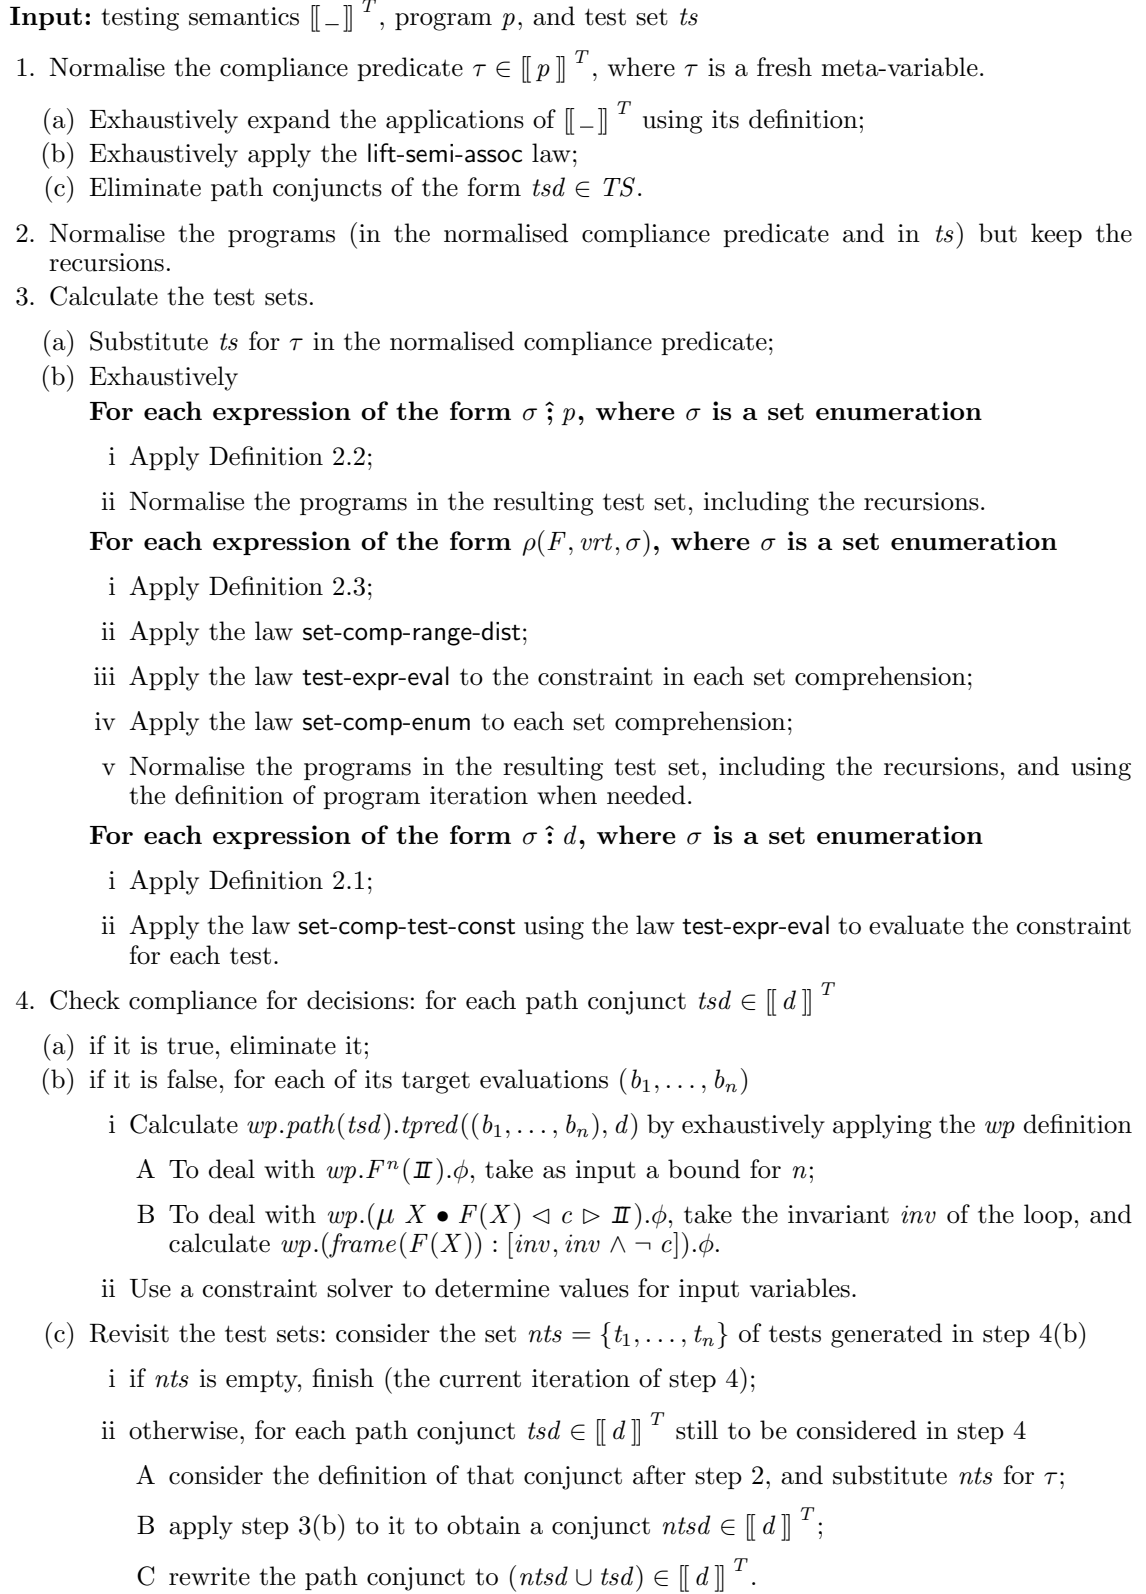 Input: testing semantics ⟦ _ ⟧ᵀ, program p, and test set ts
1. Normalise the compliance predicate τ ∈ ⟦ p ⟧ᵀ, where τ is a fresh meta-variable.
(a) Exhaustively expand the applications of ⟦ _ ⟧ᵀ using its definition;
(b) Exhaustively apply the lift-semi-assoc law;
(c) Eliminate path conjuncts of the form tsd ∈ TS.
2. Normalise the programs (in the normalised compliance predicate and in ts) but keep the
recursions.
3. Calculate the test sets.
(a) Substitute ts for τ in the normalised compliance predicate;
(b) Exhaustively
For each expression of the form σ ;̂ p, where σ is a set enumeration
i Apply Definition 2.2;
ii Normalise the programs in the resulting test set, including the recursions.
For each expression of the form ρ(F, vrt, σ), where σ is a set enumeration
i Apply Definition 2.3;
ii Apply the law set-comp-range-dist;
iii Apply the law test-expr-eval to the constraint in each set comprehension;
iv Apply the law set-comp-enum to each set comprehension;
v Normalise the programs in the resulting test set, including the recursions, and using
the definition of program iteration when needed.
For each expression of the form σ :̂ d, where σ is a set enumeration
i Apply Definition 2.1;
ii Apply the law set-comp-test-const using the law test-expr-eval to evaluate the constraint
for each test.
4. Check compliance for decisions: for each path conjunct tsd ∈ ⟦ d ⟧ᵀ
(a) if it is true, eliminate it;
(b) if it is false, for each of its target evaluations (b₁, . . . , bₙ)
i Calculate wp.path(tsd).tpred((b₁, . . . , bₙ), d) by exhaustively applying the wp definition
A To deal with wp.Fⁿ(II).ϕ, take as input a bound for n;
B To deal with wp.(μ X • F(X) ◁ c ▷ II).ϕ, take the invariant inv of the loop, and
calculate wp.(frame(F(X)) : [inv, inv ∧ ¬ c]).ϕ.
ii Use a constraint solver to determine values for input variables.
(c) Revisit the test sets: consider the set nts = {t₁, . . . , tₙ} of tests generated in step 4(b)
i if nts is empty, finish (the current iteration of step 4);
ii otherwise, for each path conjunct tsd ∈ ⟦ d ⟧ᵀ still to be considered in step 4
A consider the definition of that conjunct after step 2, and substitute nts for τ;
B apply step 3(b) to it to obtain a conjunct ntsd ∈ ⟦ d ⟧ᵀ;
C rewrite the path conjunct to (ntsd ∪ tsd) ∈ ⟦ d ⟧ᵀ.